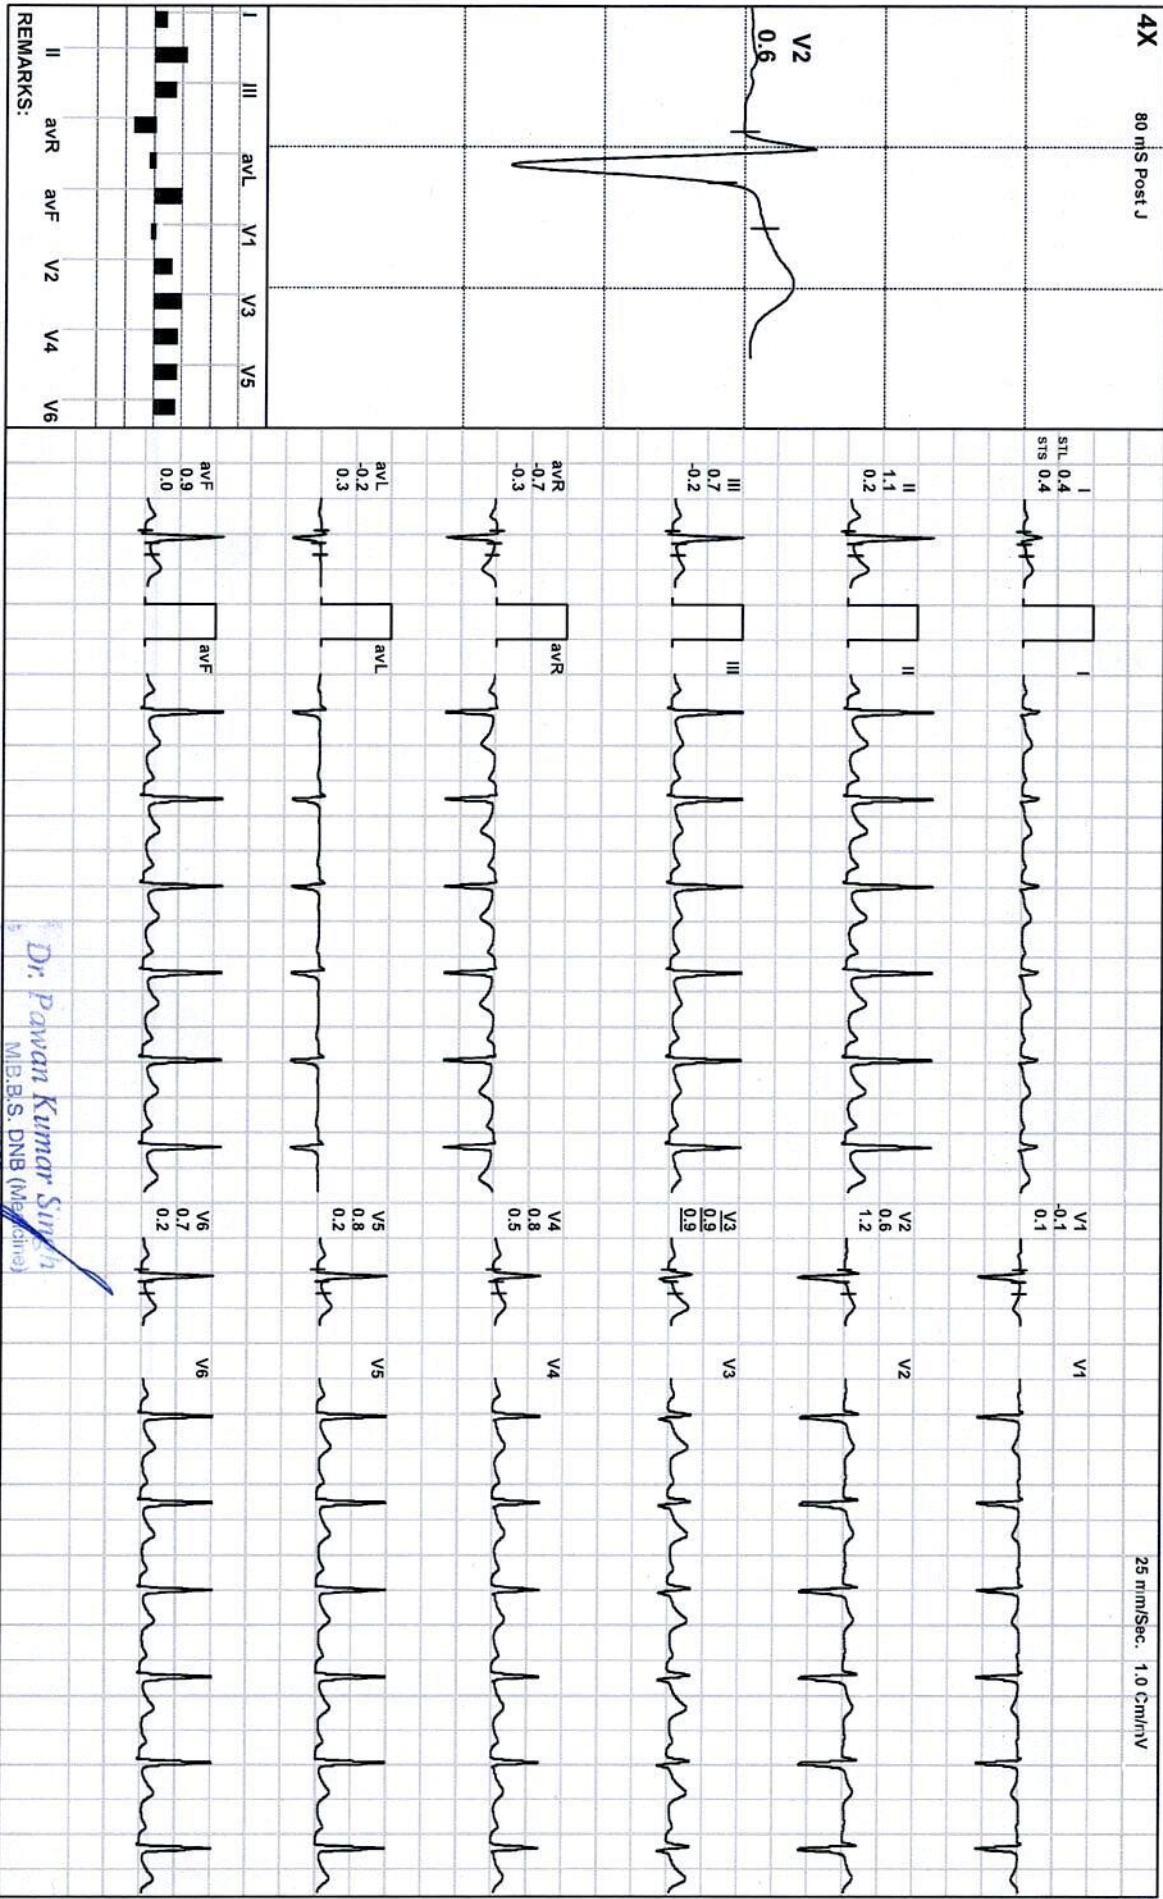 4X
80 mS Post J
25 mm/Sec. 1.0 Cm/mV
V2
0.6
I
STL 0.4
STS 0.4
I
II
1.1
0.2
II
III
0.7
-0.2
III
avR
-0.7
-0.3
avR
avL
-0.2
0.3
avL
avF
0.9
0.0
avF
V1
-0.1
0.1
V1
V2
0.6
1.2
V2
V3
0.9
0.9
V3
V4
0.8
0.5
V4
V5
0.8
0.2
V5
V6
0.7
0.2
V6
I III avL V1 V3 V5
II avR avF V2 V4 V6
REMARKS:
Dr. Pawan Kumar Singh
M.B.B.S. DNB (Medicine)